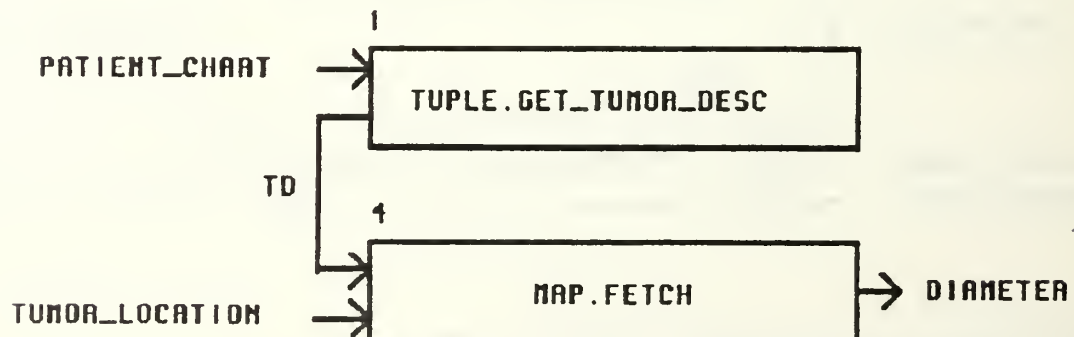 1
PATIENT_CHART
TUPLE.GET_TUMOR_DESC
TD
4
MAP.FETCH
DIAMETER
TUMOR_LOCATION